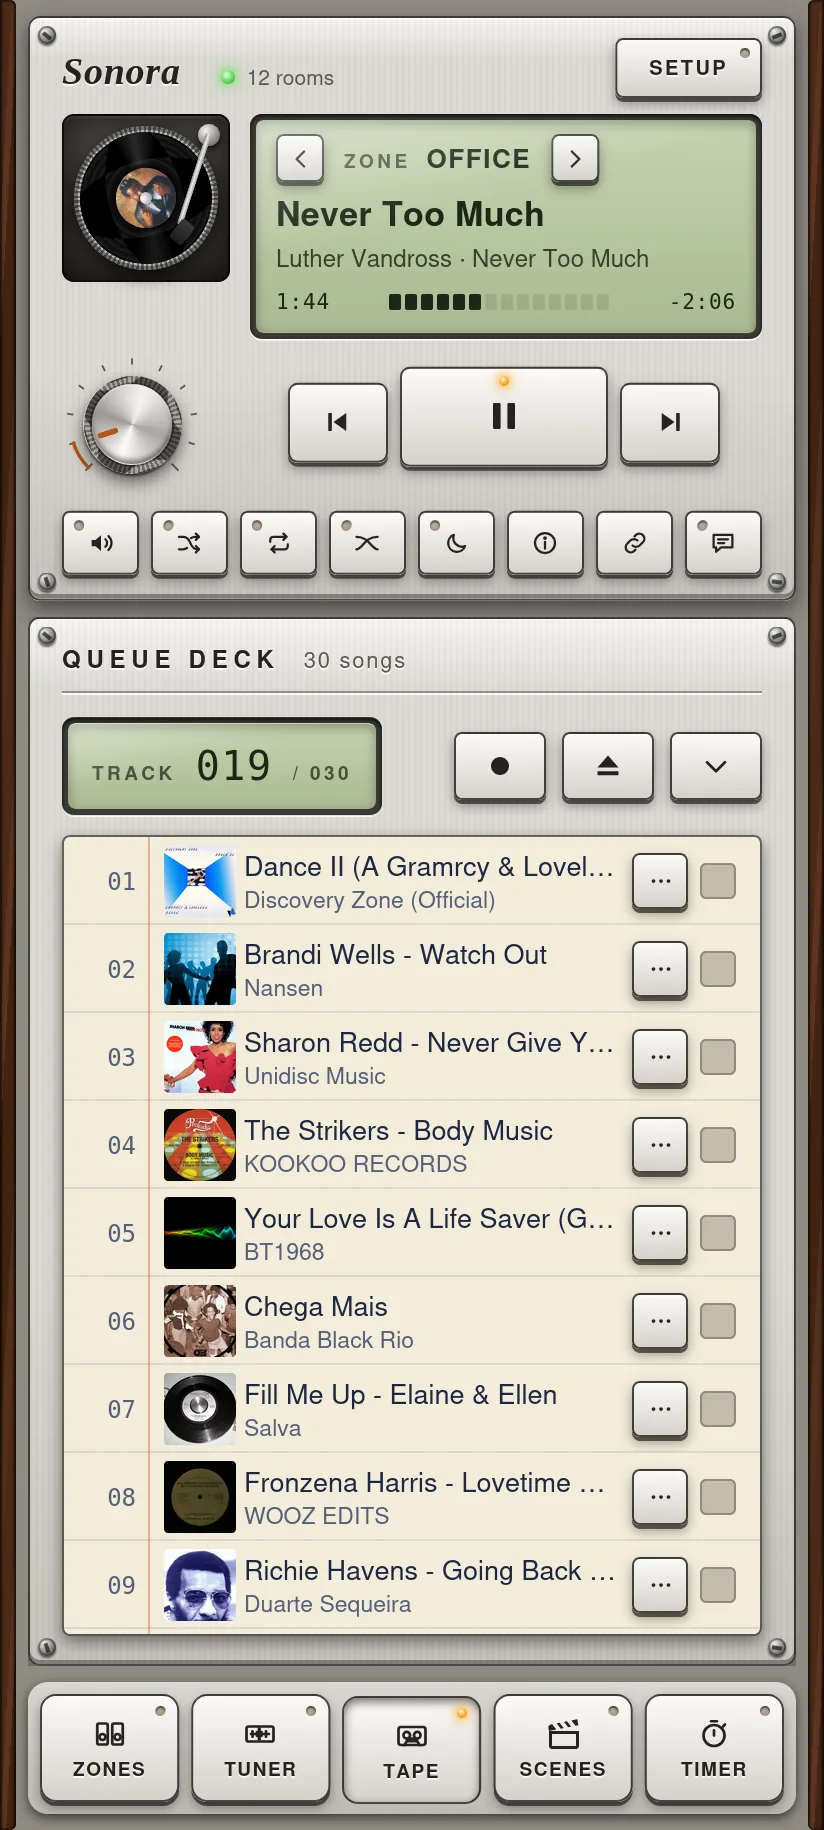 Sonora
12 rooms
SETUP
ZONE OFFICE
Never Too Much
Luther Vandross · Never Too Much
1:44
-2:06
QUEUE DECK 30 songs
TRACK 019 / 030
01
Dance II (A Gramrcy & Lovel...
Discovery Zone (Official)
02
Brandi Wells - Watch Out
Nansen
03
Sharon Redd - Never Give Y...
Unidisc Music
04
The Strikers - Body Music
KOOKOO RECORDS
05
Your Love Is A Life Saver (G...
BT1968
06
Chega Mais
Banda Black Rio
07
Fill Me Up - Elaine & Ellen
Salva
08
Fronzena Harris - Lovetime ...
WOOZ EDITS
09
Richie Havens - Going Back ...
Duarte Sequeira
ZONES
TUNER
TAPE
SCENES
TIMER